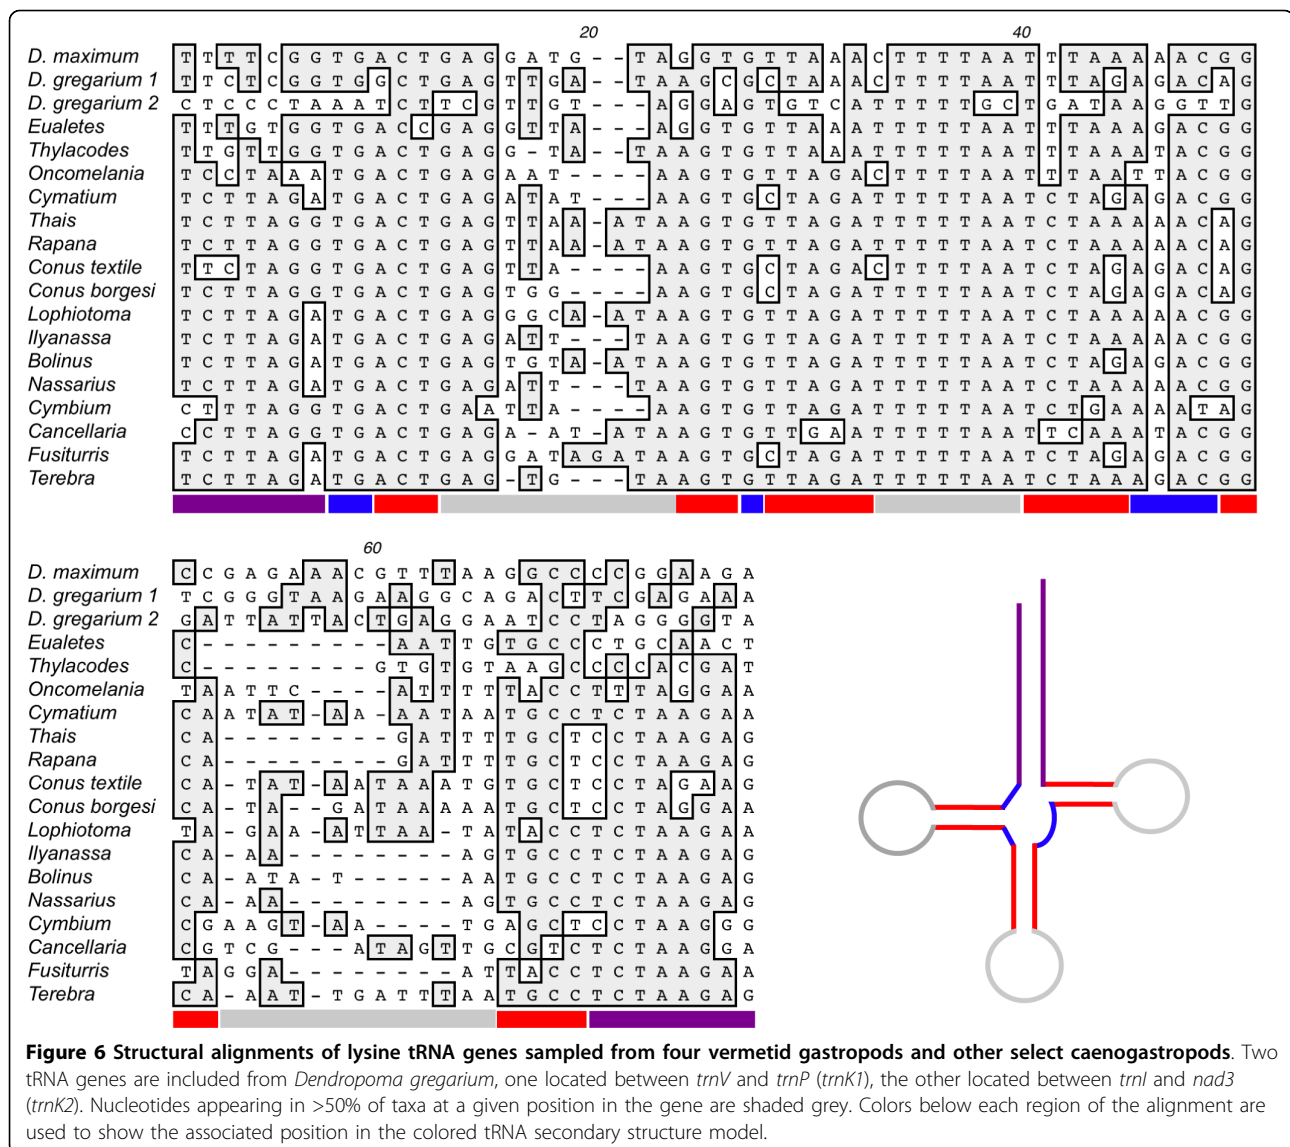 20 40
D. maximum T T T T C G G T G A C T G A G G A T G - - T A G G T G T T A A A C T T T T A A T T T A A A A A C G G
D. gregarium 1 T T C T C G G T G G C T G A G T T G A - - T A A G C G C T A A A C T T T T A A T T T A G A G A C A G
D. gregarium 2 C T C C C T A A A T C T T C G T T G T - - - A G G A G T G T C A T T T T T G C T G A T A A G G T T G
Eualetes T T T G T G G T G A C C G A G G T T A - - - A G G T G T T A A A T T T T T A A T T T A A A G A C G G
Thylacodes T T G T T G G T G A C T G A G G - T A - - T A A G T G T T A A A T T T T T A A T T T A A A T A C G G
Oncomelania T C C T A A A T G A C T G A G A A T - - - - A A G T G T T A G A C T T T T A A T T T A A T T A C G G
Cymatium T C T T A G A T G A C T G A G A T A T - - - A A G T G C T A G A T T T T T A A T C T A G A G A C G G
Thais T C T T A G G T G A C T G A G T T A A - A T A A G T G T T A G A T T T T T A A T C T A A A A A C A G
Rapana T C T T A G G T G A C T G A G T T A A - A T A A G T G T T A G A T T T T T A A T C T A A A A A C A G
Conus textile T T C T A G G T G A C T G A G T T A - - - - A A G T G C T A G A C T T T T A A T C T A G A G A C A G
Conus borgesi T C T T A G G T G A C T G A G T G G - - - - A A G T G C T A G A T T T T T A A T C T A G A G A C A G
Lophiotoma T C T T A G A T G A C T G A G G G C A - A T A A G T G T T A G A T T T T T A A T C T A A A A A C G G
Ilyanassa T C T T A G A T G A C T G A G A T T - - - T A A G T G T T A G A T T T T T A A T C T A A A A A C G G
Bolinus T C T T A G A T G A C T G A G T G T A - A T A A G T G T T A G A T T T T T A A T C T A G A G A C G G
Nassarius T C T T A G A T G A C T G A G A T T - - - T A A G T G T T A G A T T T T T A A T C T A A A A A C G G
Cymbium C T T T A G G T G A C T G A A T T A - - - - A A G T G T T A G A T T T T T A A T C T G A A A A T A G
Cancellaria C C T T A G G T G A C T G A G A - A T - A T A A G T G T T G A A T T T T T A A T T C A A A T A C G G
Fusiturris T C T T A G A T G A C T G A G G A T A G A T A A G T G C T A G A T T T T T A A T C T A G A G A C G G
Terebra T C T T A G A T G A C T G A G - T G - - - T A A G T G T T A G A T T T T T A A T C T A A A G A C G G
60
D. maximum C C G A G A A A C G T T T A A G G C C C C G G A A G A
D. gregarium 1 T C G G G T A A G A A G G C A G A C T T C G A G A A A
D. gregarium 2 G A T T A T T A C T G A G G A A T C C T A G G G G T A
Eualetes C - - - - - - - - - A A T T G T G C C C T G C A A C T
Thylacodes C - - - - - - - - G T G T G T A A G C C C C A C G A T
Oncomelania T A A T T C - - - - A T T T T T A C C T T T A G G A A
Cymatium C A A T A T - A A - A A T A A T G C C T C T A A G A A
Thais C A - - - - - - - - G A T T T T G C T C C T A A G A G
Rapana C A - - - - - - - - G A T T T T G C T C C T A A G A G
Conus textile C A - T A T - A A T A A A T G T G C T C C T A G A A G
Conus borgesi C A - T A - - G A T A A A A A T G C T C C T A G G A A
Lophiotoma T A - G A A - A T T A A - T A T A C C T C T A A G A A
Ilyanassa C A - A A - - - - - - - - A G T G C C T C T A A G A G
Bolinus C A - A T A - T - - - - - A A T G C C T C T A A G A G
Nassarius C A - A A - - - - - - - - A G T G C C T C T A A G A G
Cymbium C G A A G T - A A - - - - T G A G C T C C T A A G G G
Cancellaria C G T C G - - - A T A G T T G C G T C T C T A A G G A
Fusiturris T A G G A - - - - - - - - A T T A C C T C T A A G A A
Terebra C A - A A T - T G A T T T A A T G C C T C T A A G A G
Figure 6 Structural alignments of lysine tRNA genes sampled from four vermetid gastropods and other select caenogastropods. Two
tRNA genes are included from Dendropoma gregarium, one located between trnV and trnP (trnK1), the other located between trnI and nad3
(trnK2). Nucleotides appearing in >50% of taxa at a given position in the gene are shaded grey. Colors below each region of the alignment are
used to show the associated position in the colored tRNA secondary structure model.